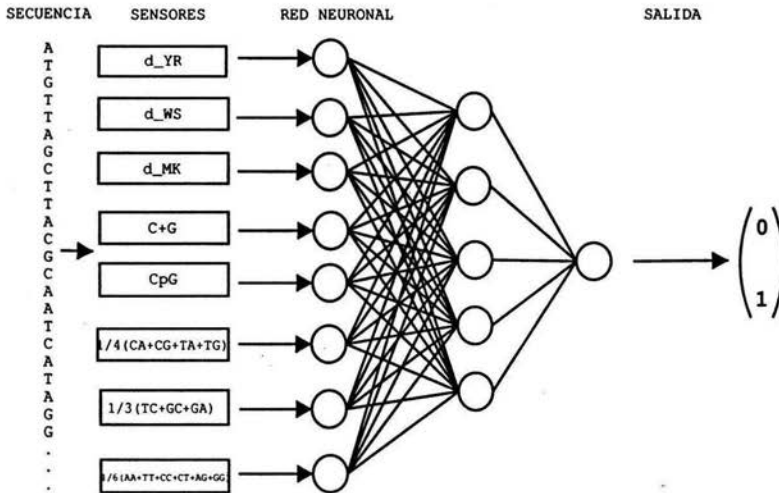 SECUENCIA SENSORES RED NEURONAL SALIDA
ATGTTAGCTTACGCAATCATAGG...
d_YR
d_WS
d_MK
C+G
CpG
1/4(CA+CG+TA+TG)
1/3(TC+GC+GA)
1/6(AA+TT+CC+CT+AG+GG)
0
1